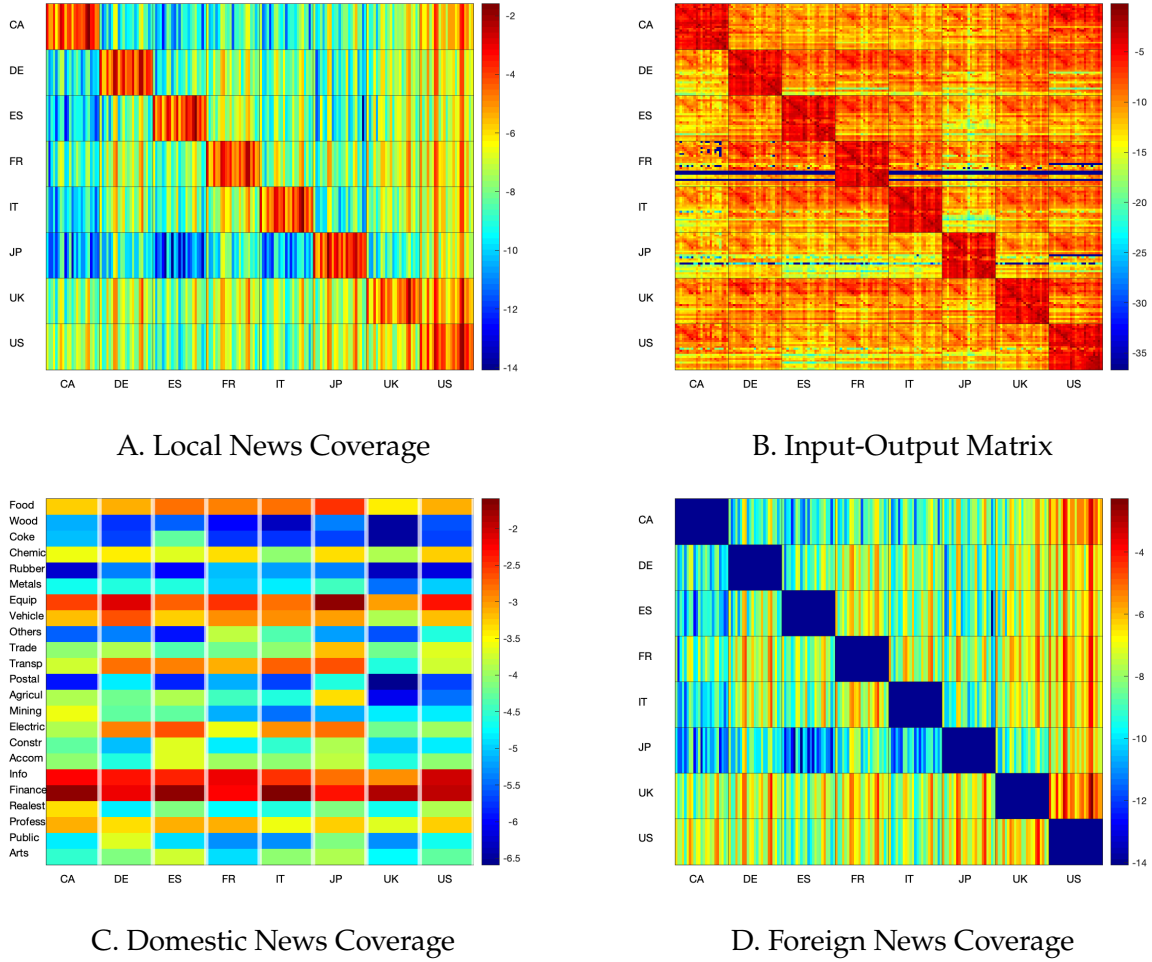 CA
DE
ES
FR
IT
JP
UK
US
CA DE ES FR IT JP UK US
-2
-4
-6
-8
-10
-12
-14
A. Local News Coverage
CA
DE
ES
FR
IT
JP
UK
US
CA DE ES FR IT JP UK US
-5
-10
-15
-20
-25
-30
-35
B. Input-Output Matrix
Food
Wood
Coke
Chemic
Rubber
Metals
Equip
Vehicle
Others
Trade
Transp
Postal
Agricul
Mining
Electric
Constr
Accom
Info
Finance
Realest
Profess
Public
Arts
CA DE ES FR IT JP UK US
-2
-2.5
-3
-3.5
-4
-4.5
-5
-5.5
-6
-6.5
C. Domestic News Coverage
CA
DE
ES
FR
IT
JP
UK
US
CA DE ES FR IT JP UK US
-4
-6
-8
-10
-12
-14
D. Foreign News Coverage